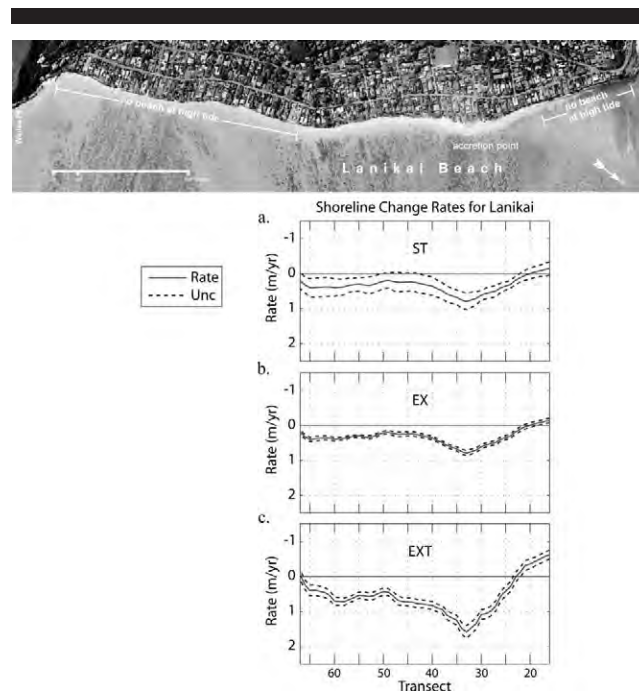 no beach at high tide
no beach
at high tide
accretion point
Lanikai Beach
Shoreline Change Rates for Lanikai
a.
ST
Rate
Unc
Rate (m/yr)
-1
0
1
2
b.
EX
Rate (m/yr)
-1
0
1
2
c.
EXT
Rate (m/yr)
-1
0
1
2
60
50
40
30
20
Transect